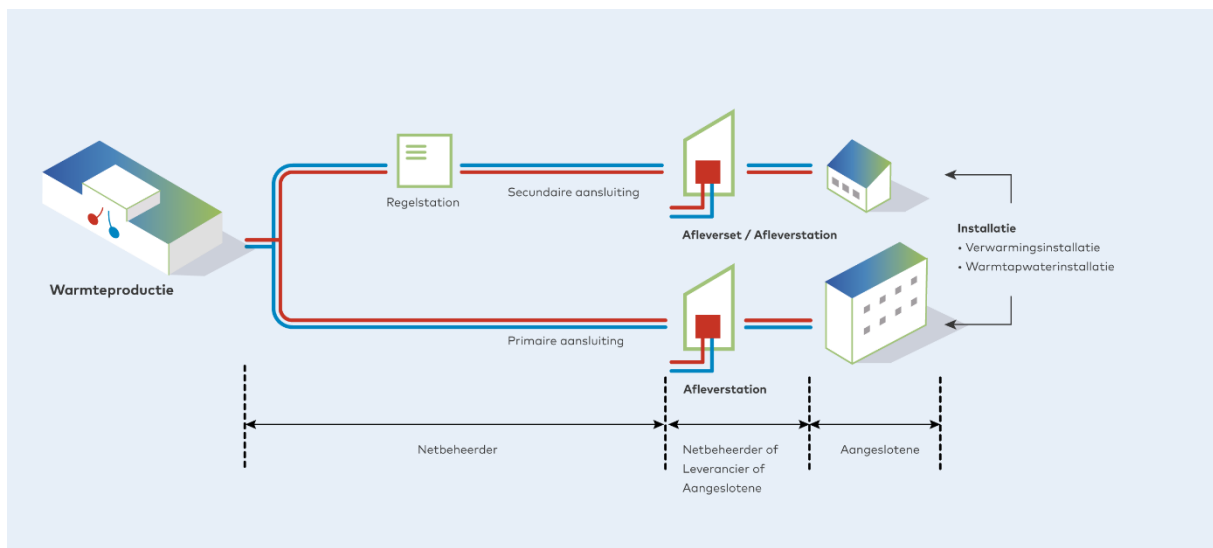 Warmteproductie
Regelstation
Secundaire aansluiting
Afleverset / Afleverstation
Installatie
• Verwarmingsinstallatie
• Warmtapwaterinstallatie
Primaire aansluiting
Afleverstation
Netbeheerder
Netbeheerder of
Leverancier of
Aangeslotene
Aangeslotene